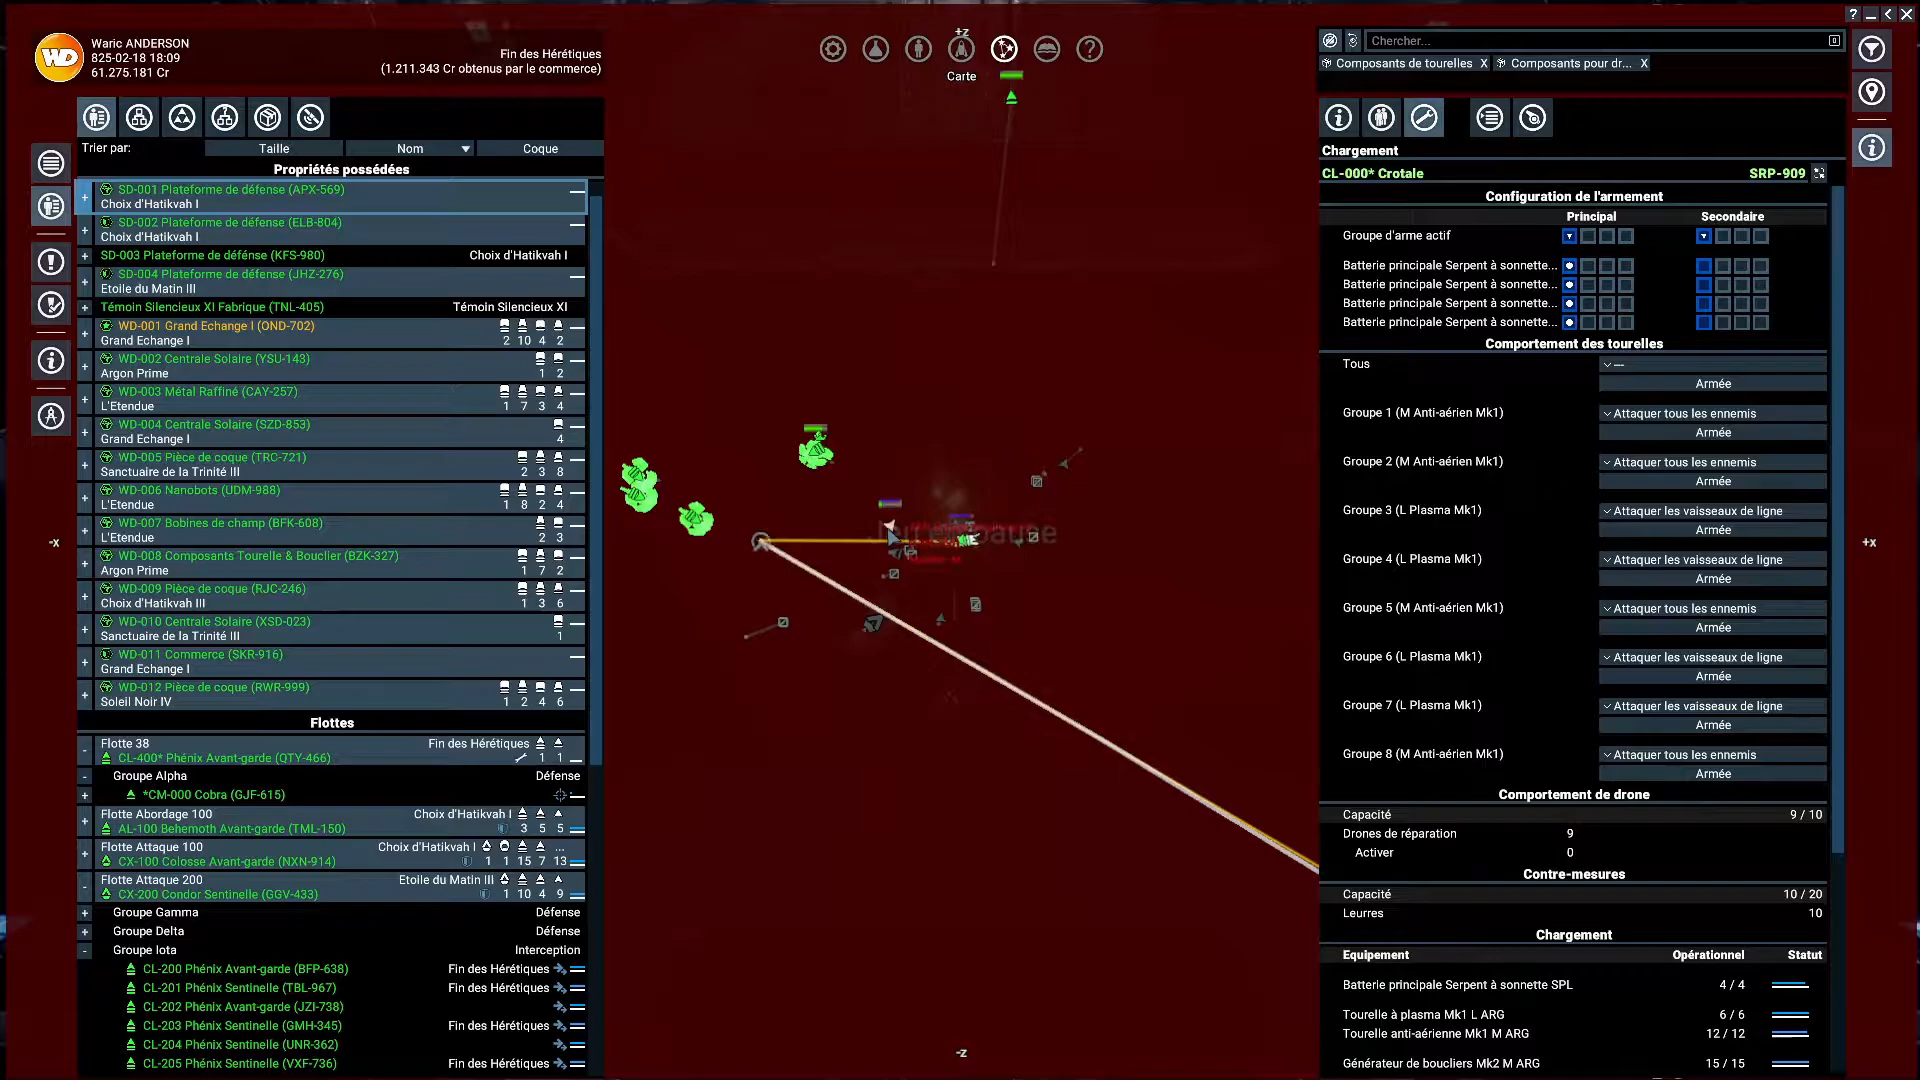 WD
Waric ANDERSON
825-02-18 18:09
61.275.181 Cr
Fin des Hérétiques
(1.211.343 Cr obtenus par le commerce)
Trier par:
Taille
Nom
Coque
Propriétés possédées
SD-001 Plateforme de défense (APX-569)
Choix d'Hatikvah I
SD-002 Plateforme de défense (ELB-804)
Choix d'Hatikvah I
SD-003 Plateforme de défense (KFS-980) Choix d'Hatikvah I
SD-004 Plateforme de défense (JHZ-276)
Etoile du Matin III
Témoin Silencieux XI Fabrique (TNL-405) Témoin Silencieux XI
WD-001 Grand Echange I (OND-702)
Grand Echange I 2 10 4 2
WD-002 Centrale Solaire (YSU-143)
Argon Prime 1 2
WD-003 Métal Raffiné (CAY-257)
L'Etendue 1 7 3 4
WD-004 Centrale Solaire (SZD-853)
Grand Echange I 4
WD-005 Pièce de coque (TRC-721)
Sanctuaire de la Trinité III 2 3 8
WD-006 Nanobots (UDM-988)
L'Etendue 1 8 2 4
WD-007 Bobines de champ (BFK-608)
L'Etendue 2 3
WD-008 Composants Tourelle & Bouclier (BZK-327)
Argon Prime 1 7 2
WD-009 Pièce de coque (RJC-246)
Choix d'Hatikvah III 1 3 6
WD-010 Centrale Solaire (XSD-023)
Sanctuaire de la Trinité III 1
WD-011 Commerce (SKR-916)
Grand Echange I
WD-012 Pièce de coque (RWR-999)
Soleil Noir IV 1 2 4 6
Flottes
Flotte 38 Fin des Hérétiques
CL-400* Phénix Avant-garde (QTY-466) 1 1
Groupe Alpha Défense
*CM-000 Cobra (GJF-615)
Flotte Abordage 100 Choix d'Hatikvah I
AL-100 Behemoth Avant-garde (TML-150) 3 5 5
Flotte Attaque 100 Choix d'Hatikvah I ...
CX-100 Colosse Avant-garde (NXN-914) 1 1 15 7 13
Flotte Attaque 200 Etoile du Matin III
CX-200 Condor Sentinelle (GGV-433) 1 10 4 9
Groupe Gamma Défense
Groupe Delta Défense
Groupe Iota Interception
CL-200 Phénix Avant-garde (BFP-638) Fin des Hérétiques
CL-201 Phénix Sentinelle (TBL-967) Fin des Hérétiques
CL-202 Phénix Avant-garde (JZI-738)
CL-203 Phénix Sentinelle (GMH-345) Fin des Hérétiques
CL-204 Phénix Sentinelle (UNR-362)
CL-205 Phénix Sentinelle (VXF-736) Fin des Hérétiques
+z
Carte
-x
+x
-z
Chercher...
Composants de tourelles X
Composants pour dr... X
Chargement
CL-000* Crotale SRP-909
Configuration de l'armement
Principal Secondaire
Groupe d'arme actif
Batterie principale Serpent à sonnette...
Batterie principale Serpent à sonnette...
Batterie principale Serpent à sonnette...
Batterie principale Serpent à sonnette...
Comportement des tourelles
Tous ---
Armée
Groupe 1 (M Anti-aérien Mk1) Attaquer tous les ennemis
Armée
Groupe 2 (M Anti-aérien Mk1) Attaquer tous les ennemis
Armée
Groupe 3 (L Plasma Mk1) Attaquer les vaisseaux de ligne
Armée
Groupe 4 (L Plasma Mk1) Attaquer les vaisseaux de ligne
Armée
Groupe 5 (M Anti-aérien Mk1) Attaquer tous les ennemis
Armée
Groupe 6 (L Plasma Mk1) Attaquer les vaisseaux de ligne
Armée
Groupe 7 (L Plasma Mk1) Attaquer les vaisseaux de ligne
Armée
Groupe 8 (M Anti-aérien Mk1) Attaquer tous les ennemis
Armée
Comportement de drone
Capacité 9 / 10
Drones de réparation 9
Activer 0
Contre-mesures
Capacité 10 / 20
Leurres 10
Chargement
Equipement Opérationnel Statut
Batterie principale Serpent à sonnette SPL 4 / 4
Tourelle à plasma Mk1 L ARG 6 / 6
Tourelle anti-aérienne Mk1 M ARG 12 / 12
Générateur de boucliers Mk2 M ARG 15 / 15